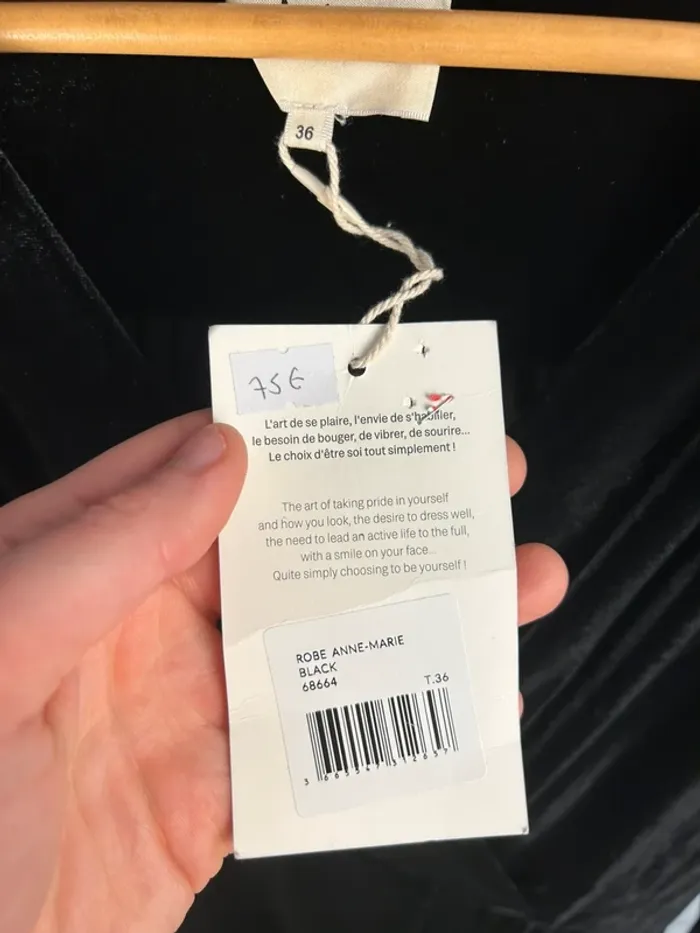 36
75€
L'art de se plaire, l'envie de s'habiller,
le besoin de bouger, de vibrer, de sourire...
Le choix d'être soi tout simplement !
The art of taking pride in yourself
and how you look, the desire to dress well,
the need to lead an active life to the full,
with a smile on your face...
Quite simply choosing to be yourself !
ROBE ANNE-MARIE
BLACK
68664
T.36